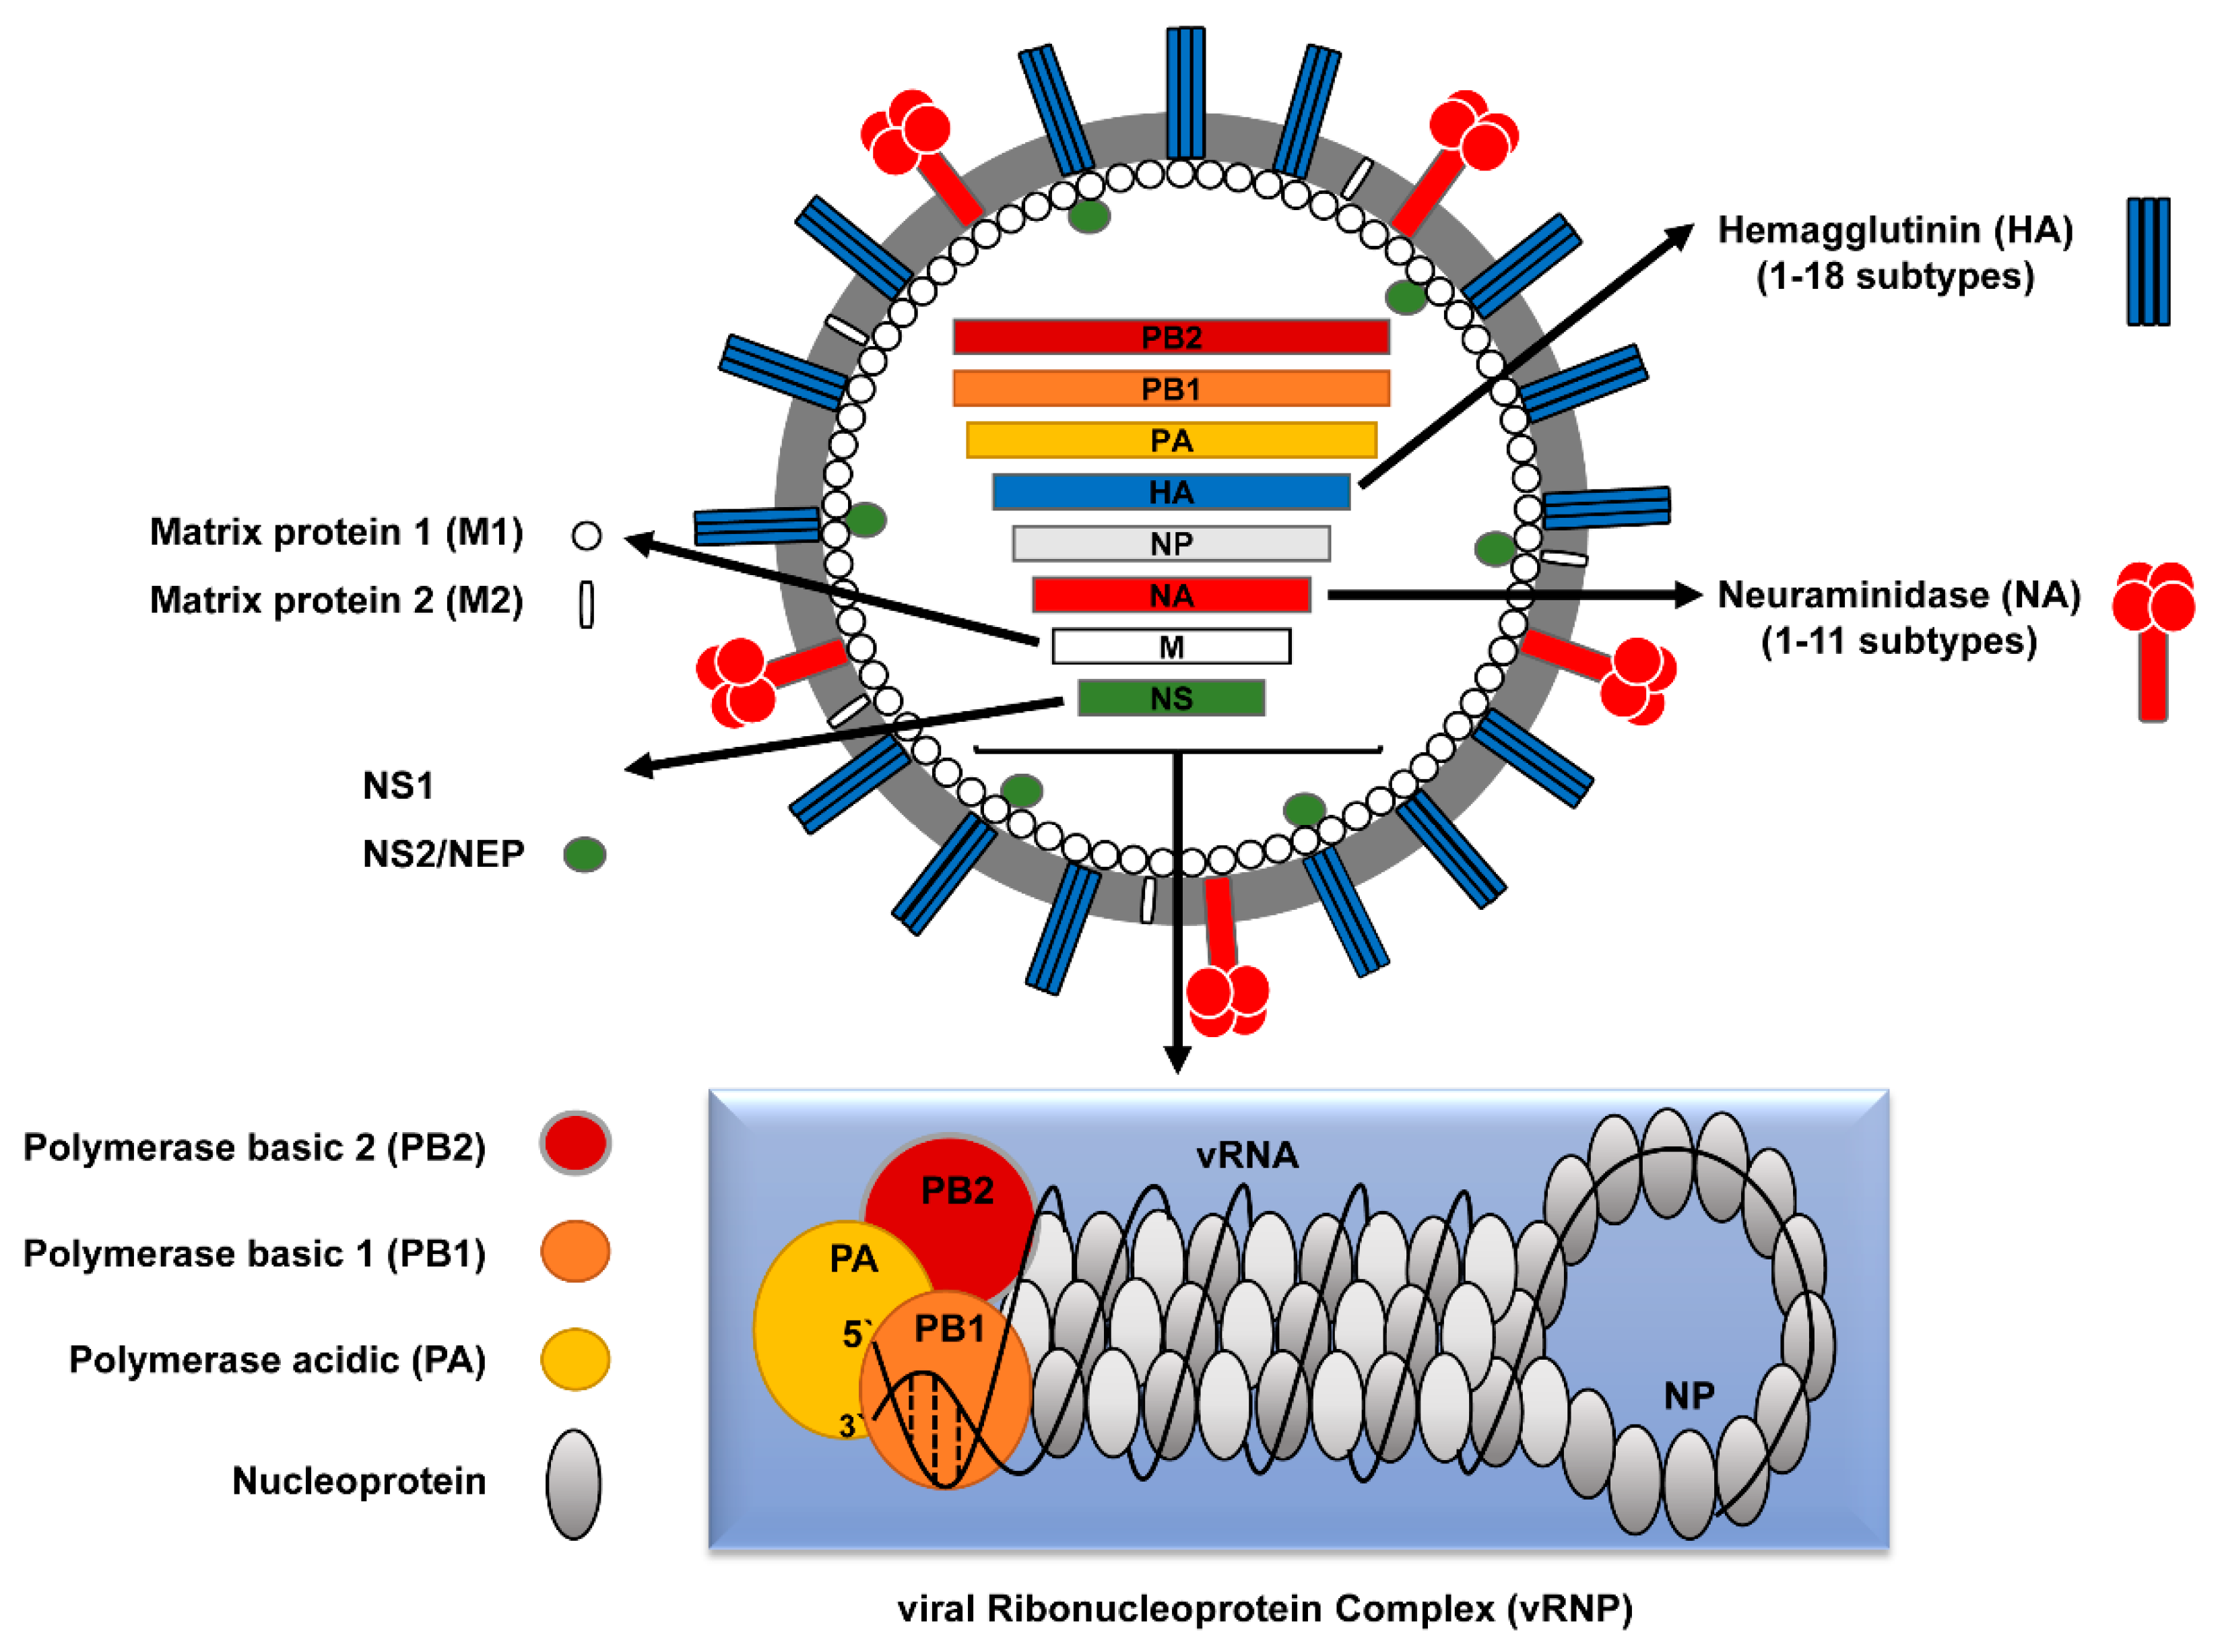 Hemagglutinin (HA)
(1-18 subtypes)
PB2
PB1
PA
HA
NP
NA
M
NS
Matrix protein 1 (M1)
Matrix protein 2 (M2)
Neuraminidase (NA)
(1-11 subtypes)
NS1
NS2/NEP
Polymerase basic 2 (PB2)
Polymerase basic 1 (PB1)
Polymerase acidic (PA)
Nucleoprotein
vRNA
PB2
PA
PB1
5`
3`
NP
viral Ribonucleoprotein Complex (vRNP)